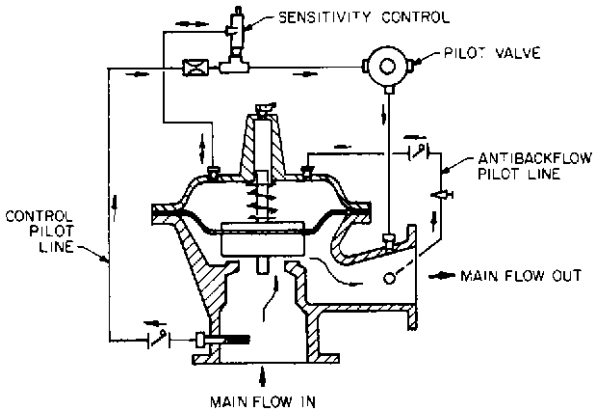 SENSITIVITY CONTROL
PILOT VALVE
ANTIBACKFLOW
PILOT LINE
CONTROL
PILOT
LINE
MAIN FLOW OUT
MAIN FLOW IN